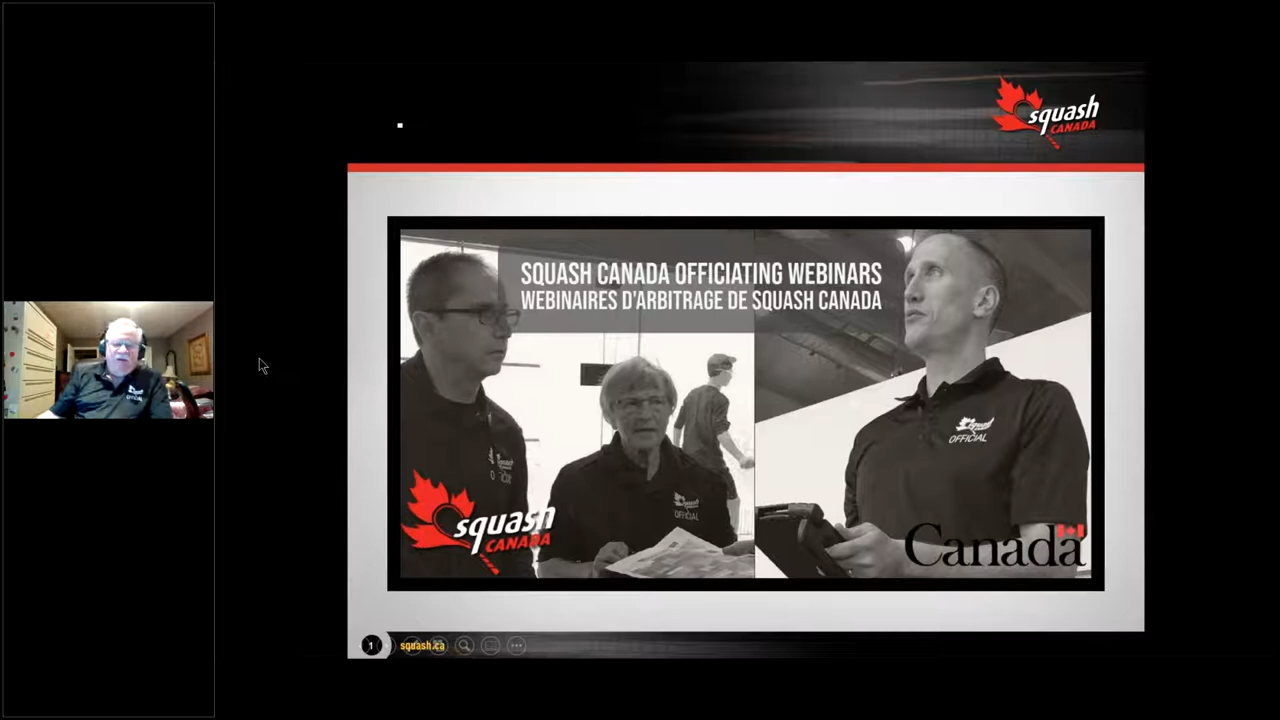 squash
CANADA
SQUASH CANADA OFFICIATING WEBINARS
WEBINAIRES D'ARBITRAGE DE SQUASH CANADA
squash
OFFICIAL
OFFICIAL
squash
CANADA
Canada
1
squash.ca